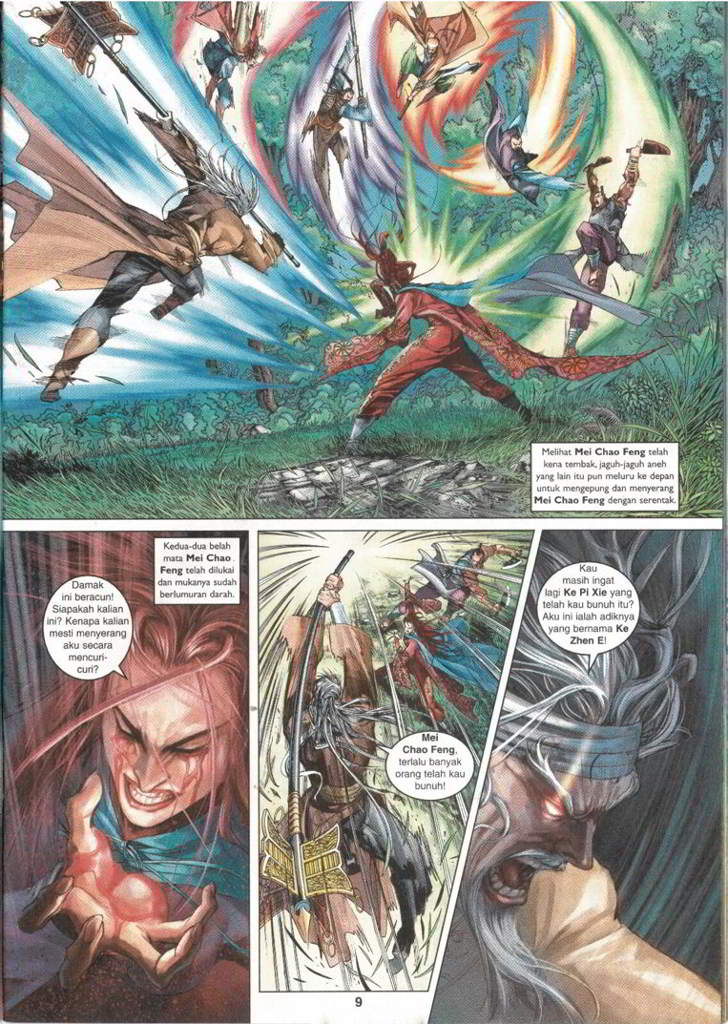 Melihat Mei Chao Feng telah
kena tembak, jaguh-jaguh aneh
yang lain itu pun meluru ke depan
untuk mengepung dan menyerang
Mei Chao Feng dengan serentak.
Kedua-dua belah
mata Mei Chao
Feng telah dilukai
dan mukanya sudah
berlumuran darah.
Damak
ini beracun!
Siapakah kalian
ini? Kenapa kalian
mesti menyerang
aku secara
mencuri-
curi?
Mei
Chao Feng,
terlalu banyak
orang telah kau
bunuh!
Kau
masih ingat
lagi Ke Pi Xie yang
telah kau bunuh itu?
Aku ini ialah adiknya
yang bernama Ke
Zhen E!
9